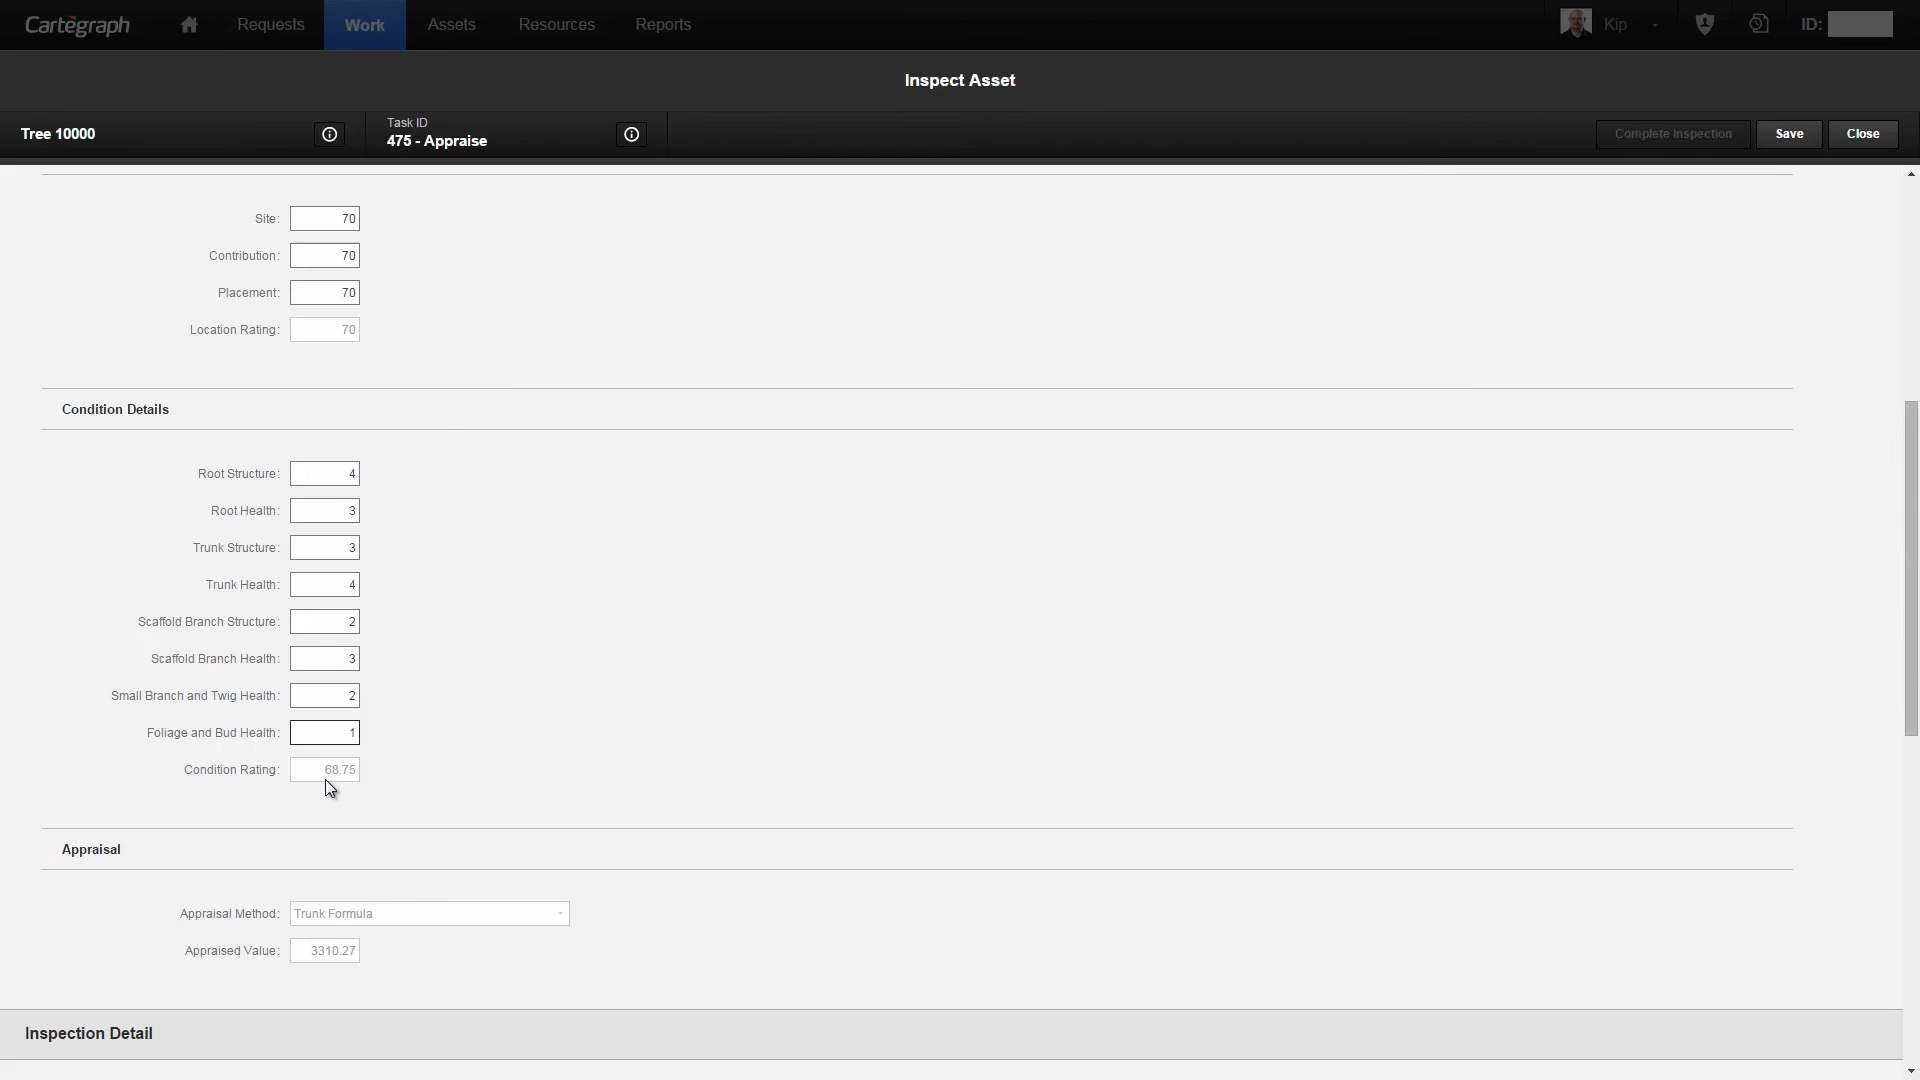 Cartegraph
Requests
Work
Assets
Resources
Reports
Kip
ID:
Inspect Asset
Tree 10000
Task ID
475 - Appraise
Complete Inspection
Save
Close
Site: 70
Contribution: 70
Placement: 70
Location Rating: 70
Condition Details
Root Structure: 4
Root Health: 3
Trunk Structure: 3
Trunk Health: 4
Scaffold Branch Structure: 2
Scaffold Branch Health: 3
Small Branch and Twig Health: 2
Foliage and Bud Health: 1
Condition Rating: 68.75
Appraisal
Appraisal Method: Trunk Formula
Appraised Value: 3310.27
Inspection Detail